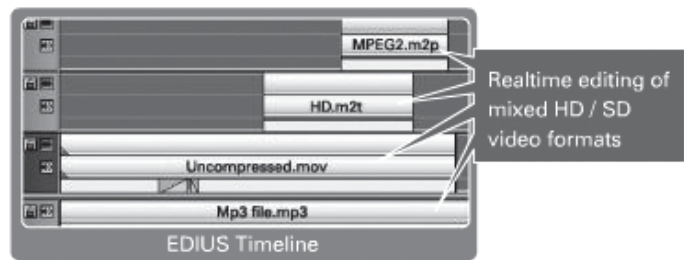 MPEG2.m2p
HD.m2t
Uncompressed.mov
Mp3 file.mp3
EDIUS Timeline
Realtime editing of
mixed HD / SD
video formats